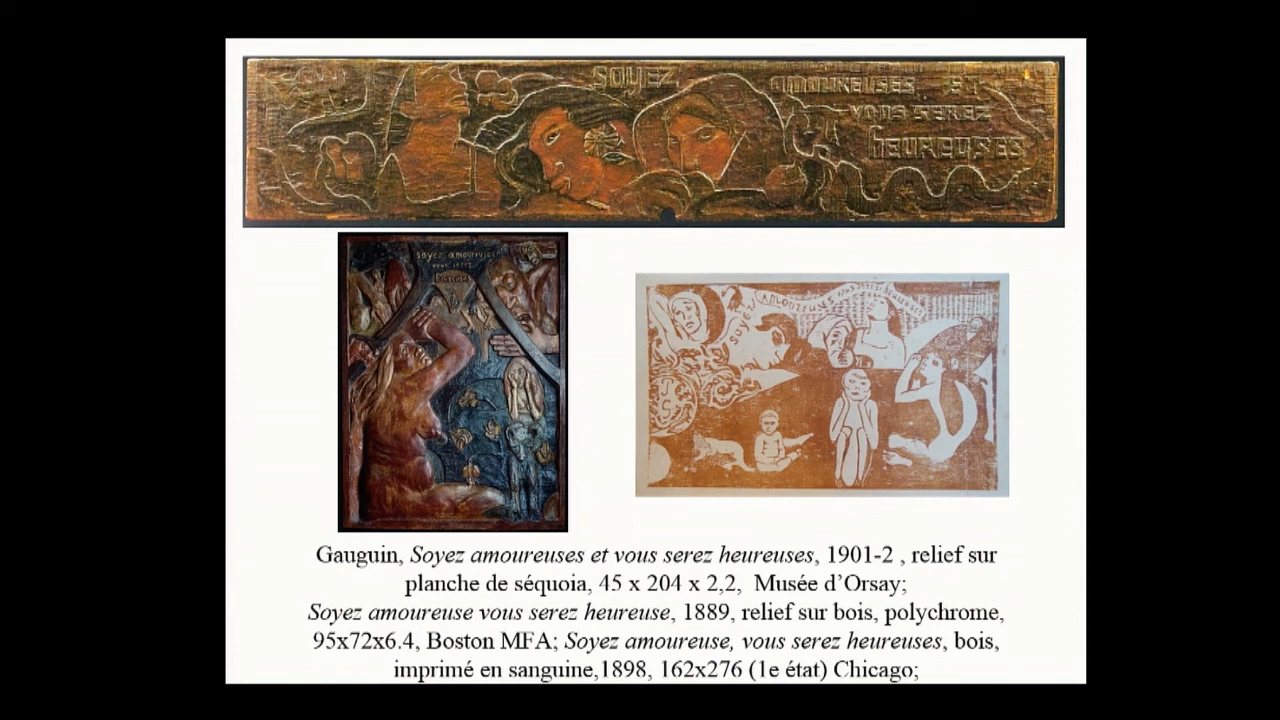 SOYEZ
AMOUREUSES ET
VOUS SEREZ
HEUREUSES
soyez amoureuses
vous serez
heureuses
SOYEZ AMOUREUSES VOUS SEREZ HEUREUSES
Gauguin, Soyez amoureuses et vous serez heureuses, 1901-2 , relief sur
planche de séquoia, 45 x 204 x 2,2,  Musée d’Orsay;
Soyez amoureuse vous serez heureuse, 1889, relief sur bois, polychrome,
95x72x6.4, Boston MFA; Soyez amoureuse, vous serez heureuses, bois,
imprimé en sanguine,1898, 162x276 (1e état) Chicago;